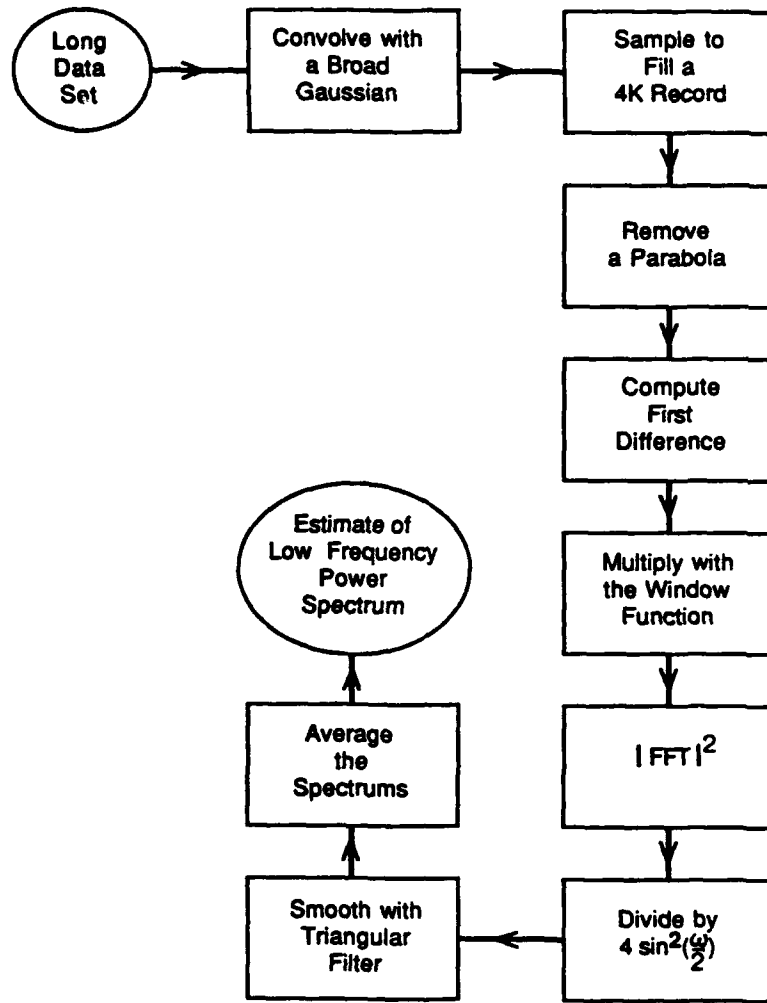 Long
Data
Set
Convolve with
a Broad
Gaussian
Sample to
Fill a
4K Record
Remove
a Parabola
Compute
First
Difference
Multiply with
the Window
Function
| FFT |²
Divide by
4 sin²(ω/2)
Smooth with
Triangular
Filter
Average
the
Spectrums
Estimate of
Low Frequency
Power
Spectrum